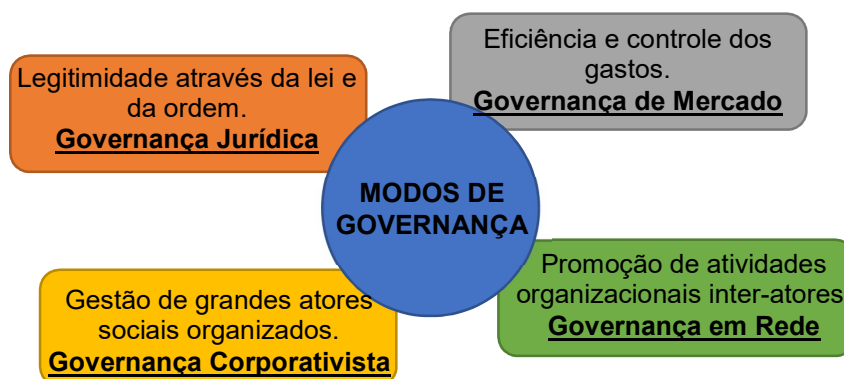 Legitimidade através da lei e
da ordem.
Governança Jurídica
Eficiência e controle dos
gastos.
Governança de Mercado
MODOS DE
GOVERNANÇA
Gestão de grandes atores
sociais organizados.
Governança Corporativista
Promoção de atividades
organizacionais inter-atores
Governança em Rede